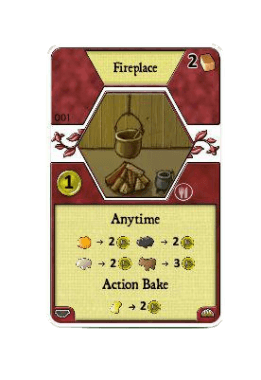 Fireplace
2
001
1
Anytime
→ 2 → 2
→ 2 → 3
Action Bake
→ 2